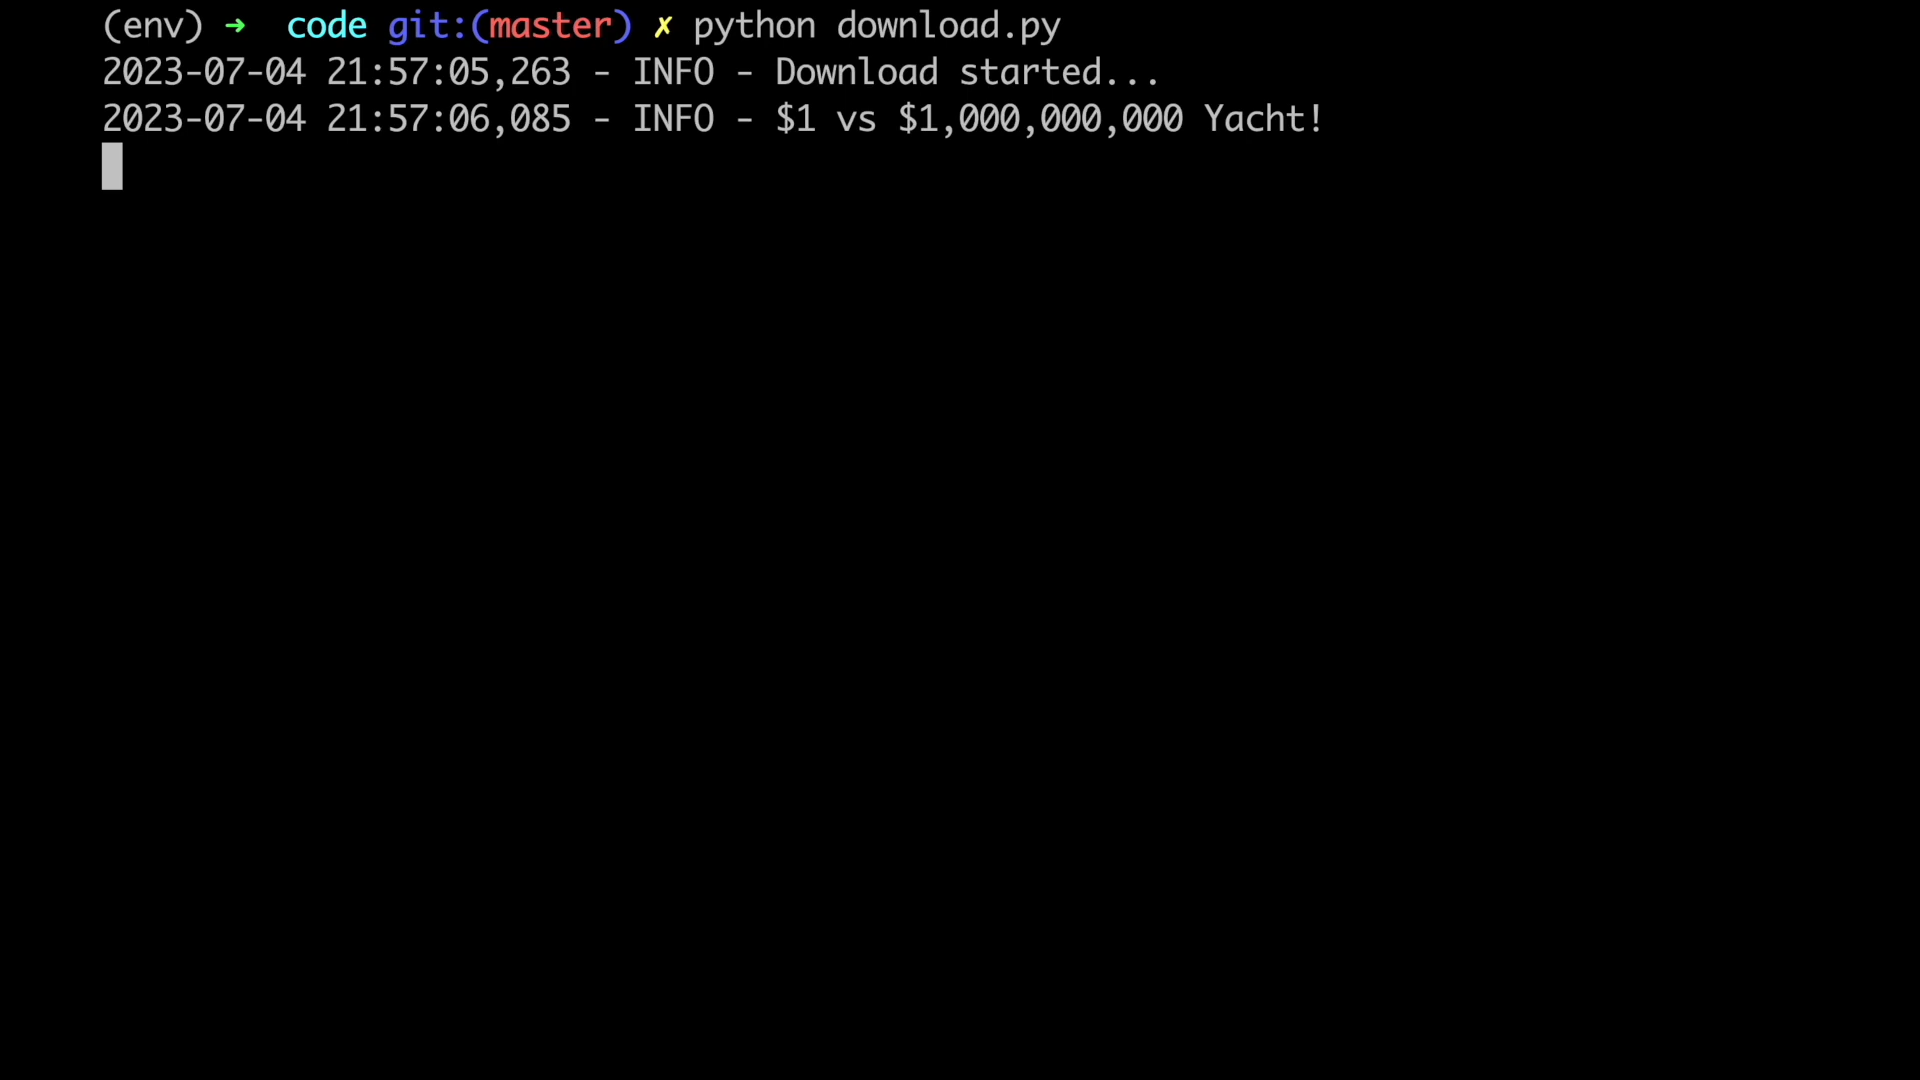 (env) ➜  code git:(master) ✗ python download.py
2023-07-04 21:57:05,263 - INFO - Download started...
2023-07-04 21:57:06,085 - INFO - $1 vs $1,000,000,000 Yacht!